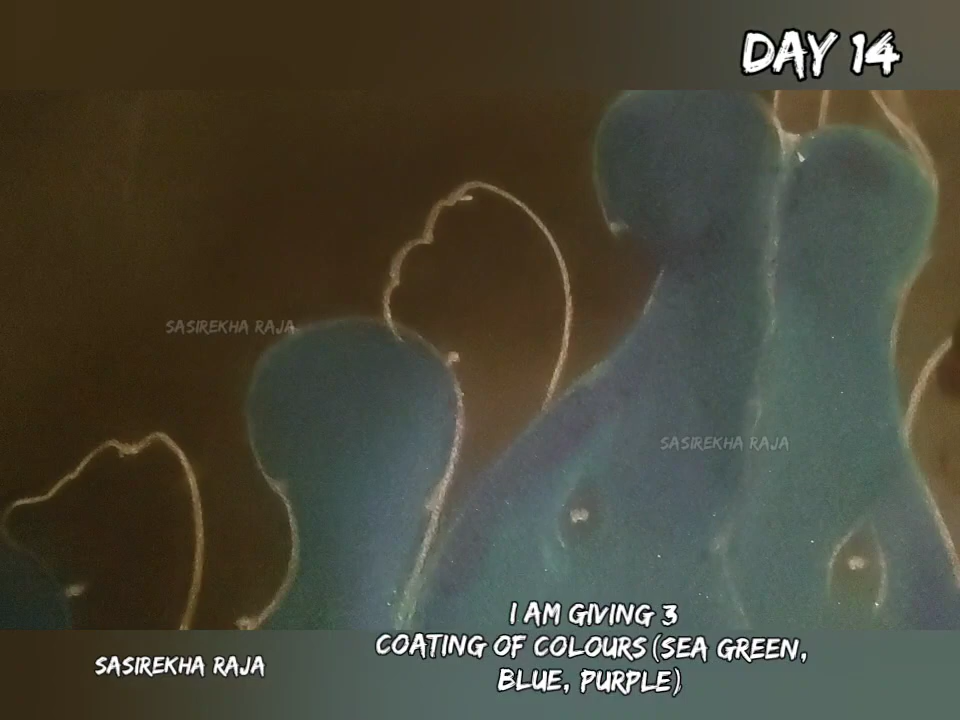 DAY 14
SASIREKHA RAJA
SASIREKHA RAJA
I AM GIVING 3
COATING OF COLOURS (SEA GREEN,
BLUE, PURPLE)
SASIREKHA RAJA